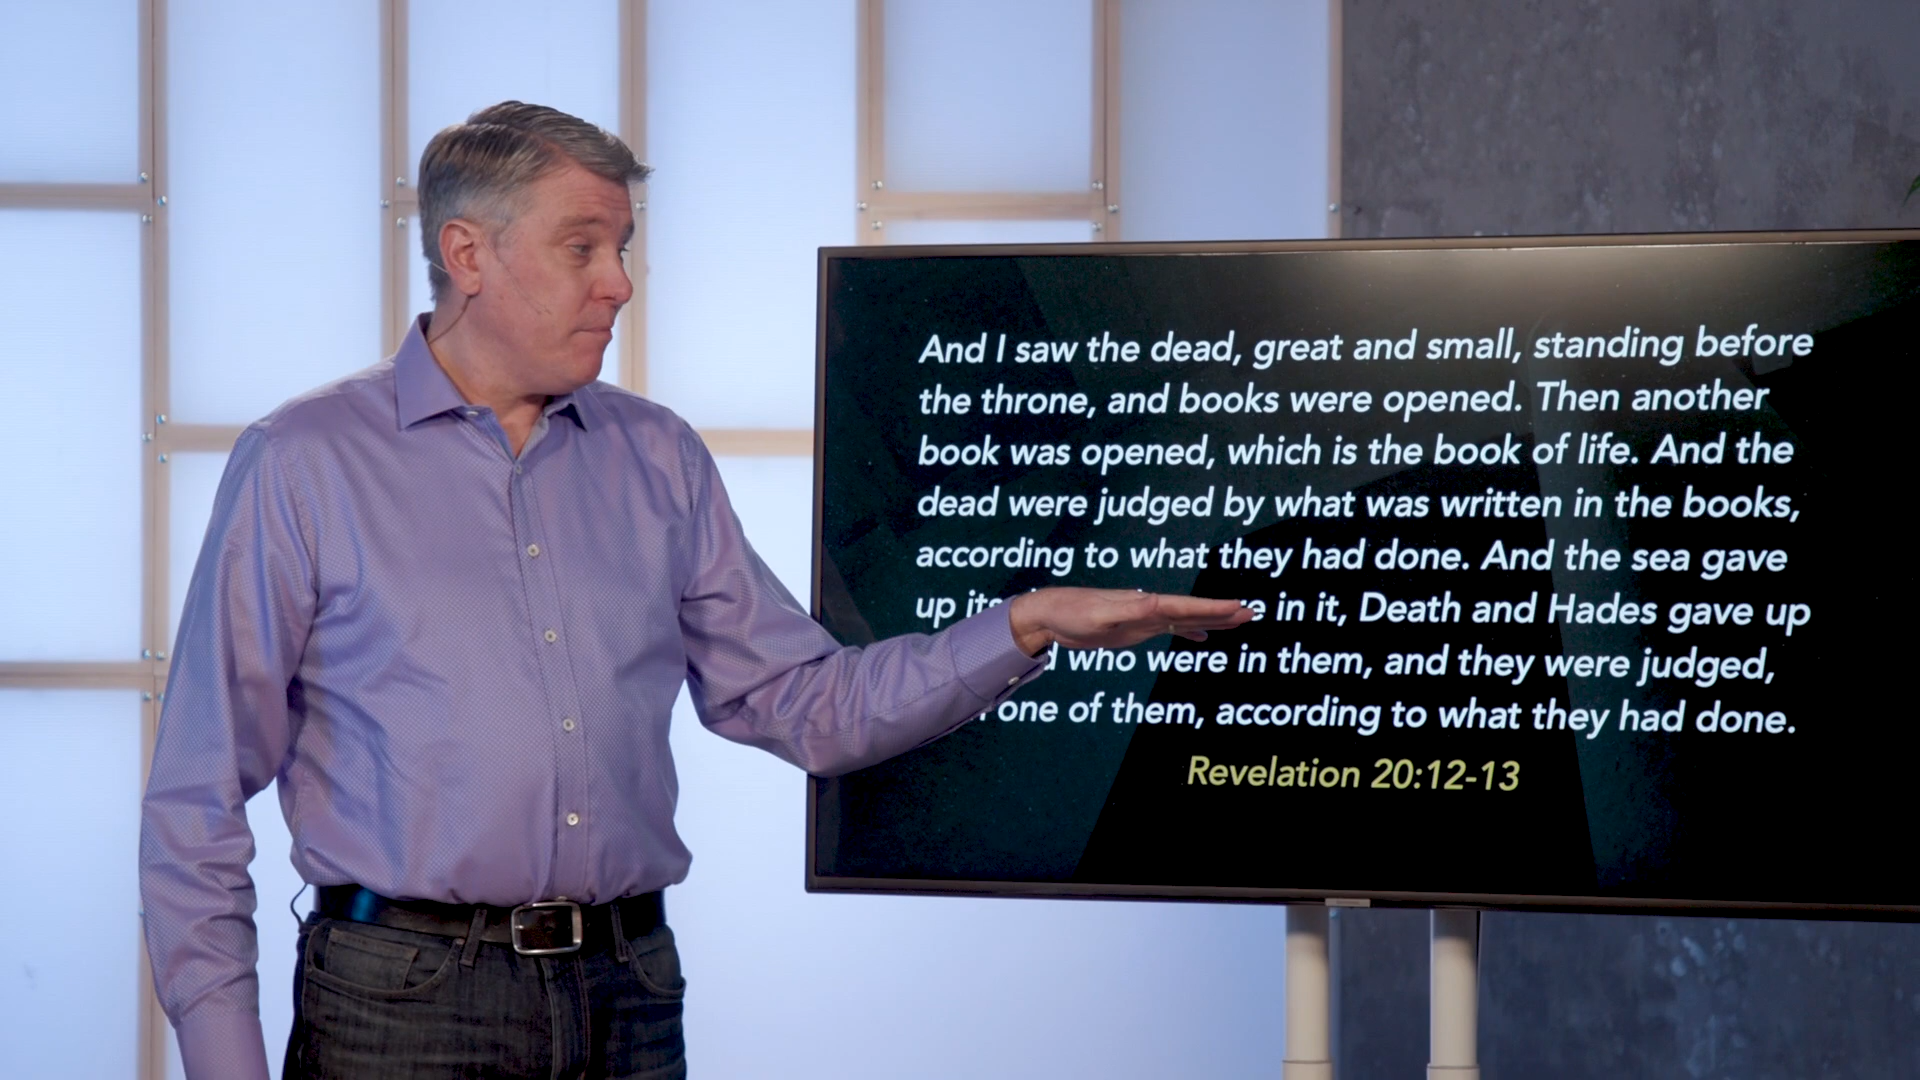 And I saw the dead, great and small, standing before
the throne, and books were opened. Then another
book was opened, which is the book of life. And the
dead were judged by what was written in the books,
according to what they had done. And the sea gave
up in it, Death and Hades gave up
who were in them, and they were judged,
one of them, according to what they had done.
Revelation 20:12-13